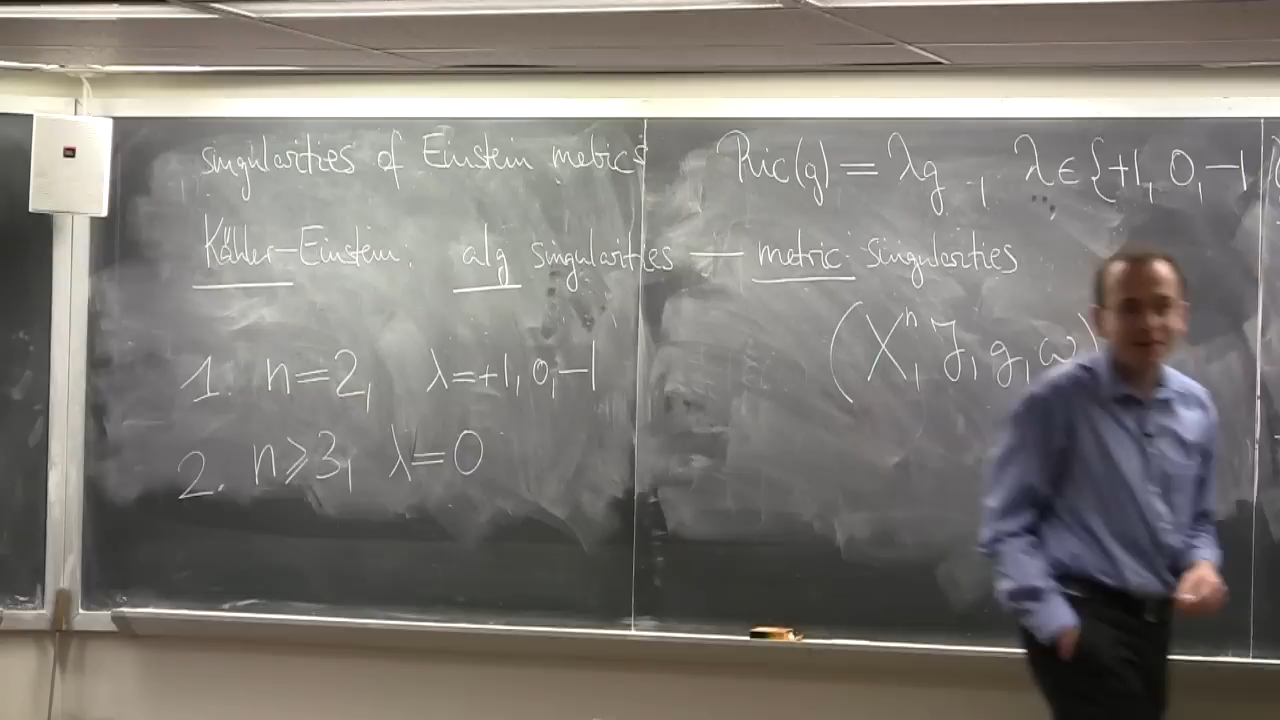 singularities of Einstein metrics
Ric(g) = λg , λ ∈ {+1, 0, -1
Kähler-Einstein: alg singularities — metric singularities
(Xⁿ, J, g, ω)
1. n=2, λ=+1, 0, -1
2. n⩾3, λ=0